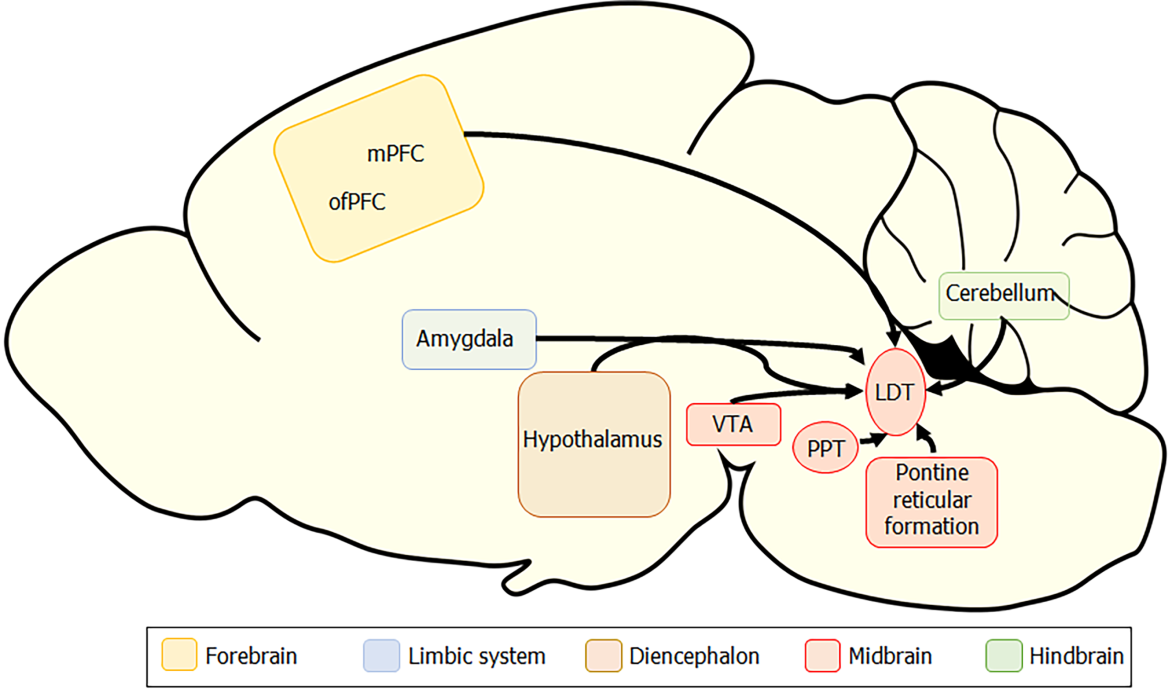 mPFC
ofPFC
Cerebellum
Amygdala
LDT
VTA
Hypothalamus
PPT
Pontine
reticular
formation
Forebrain
Limbic system
Diencephalon
Midbrain
Hindbrain